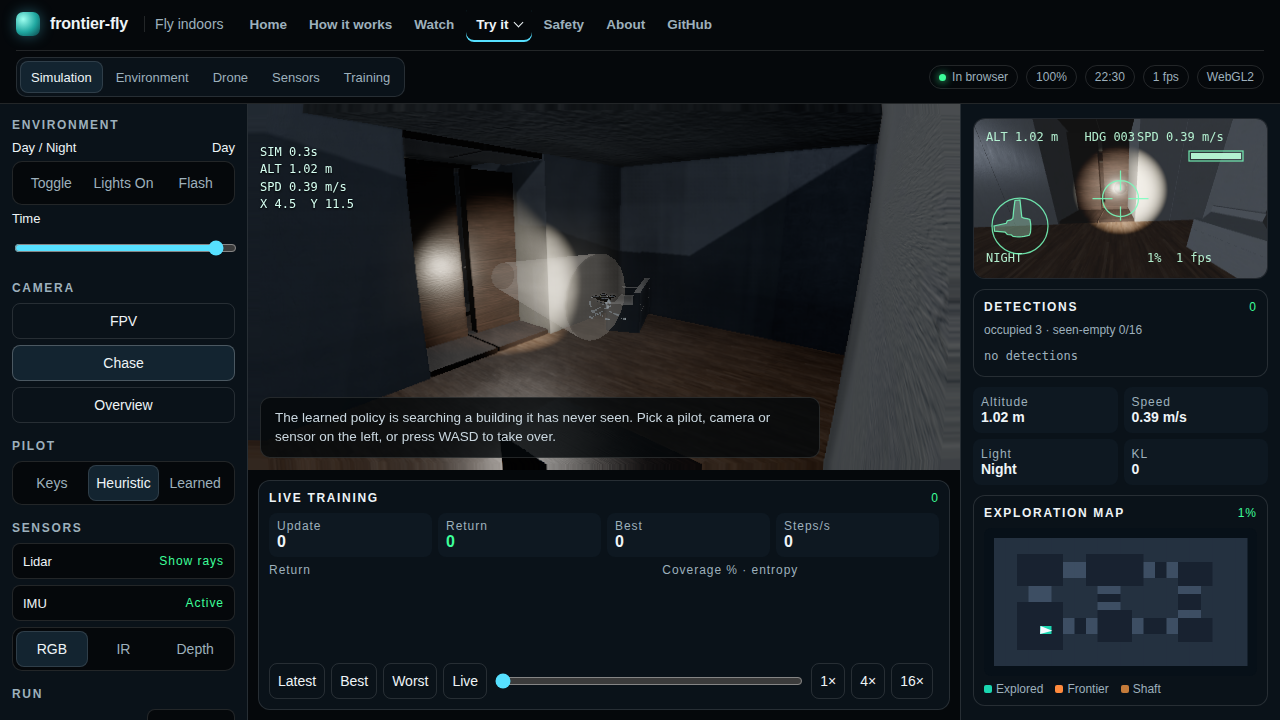 frontier-fly
Fly indoors
Home
How it works
Watch
Try it
Safety
About
GitHub
Simulation
Environment
Drone
Sensors
Training
In browser
100%
22:30
1 fps
WebGL2
ENVIRONMENT
Day / Night
Day
Toggle
Lights On
Flash
Time
CAMERA
FPV
Chase
Overview
PILOT
Keys
Heuristic
Learned
SENSORS
Lidar
Show rays
IMU
Active
RGB
IR
Depth
RUN
SIM 0.3s
ALT 1.02 m
SPD 0.39 m/s
X 4.5 Y 11.5
The learned policy is searching a building it has never seen. Pick a pilot, camera or
sensor on the left, or press WASD to take over.
LIVE TRAINING
0
Update
0
Return
0
Best
0
Steps/s
0
Return
Coverage % · entropy
Latest
Best
Worst
Live
1×
4×
16×
ALT 1.02 m
HDG 003
SPD 0.39 m/s
NIGHT
1%
1 fps
DETECTIONS
0
occupied 3 · seen-empty 0/16
no detections
Altitude
1.02 m
Speed
0.39 m/s
Light
Night
KL
0
EXPLORATION MAP
1%
Explored
Frontier
Shaft